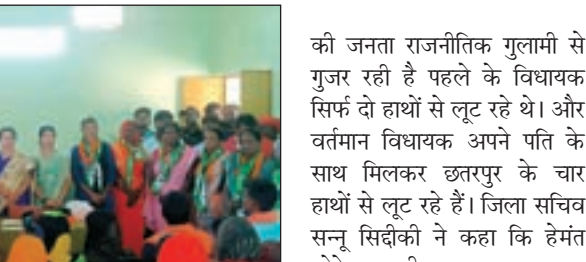 की जनता राजनीतिक गुलामी से
गुजर रही है पहले के विधायक
सिर्फ दो हाथों से लूट रहे थे। और
वर्तमान विधायक अपने पति के
साथ मिलकर छतरपुर के चार
हाथों से लूट रहे हैं। जिला सचिव
सन्नू सिद्दीकी ने कहा कि हेमंत